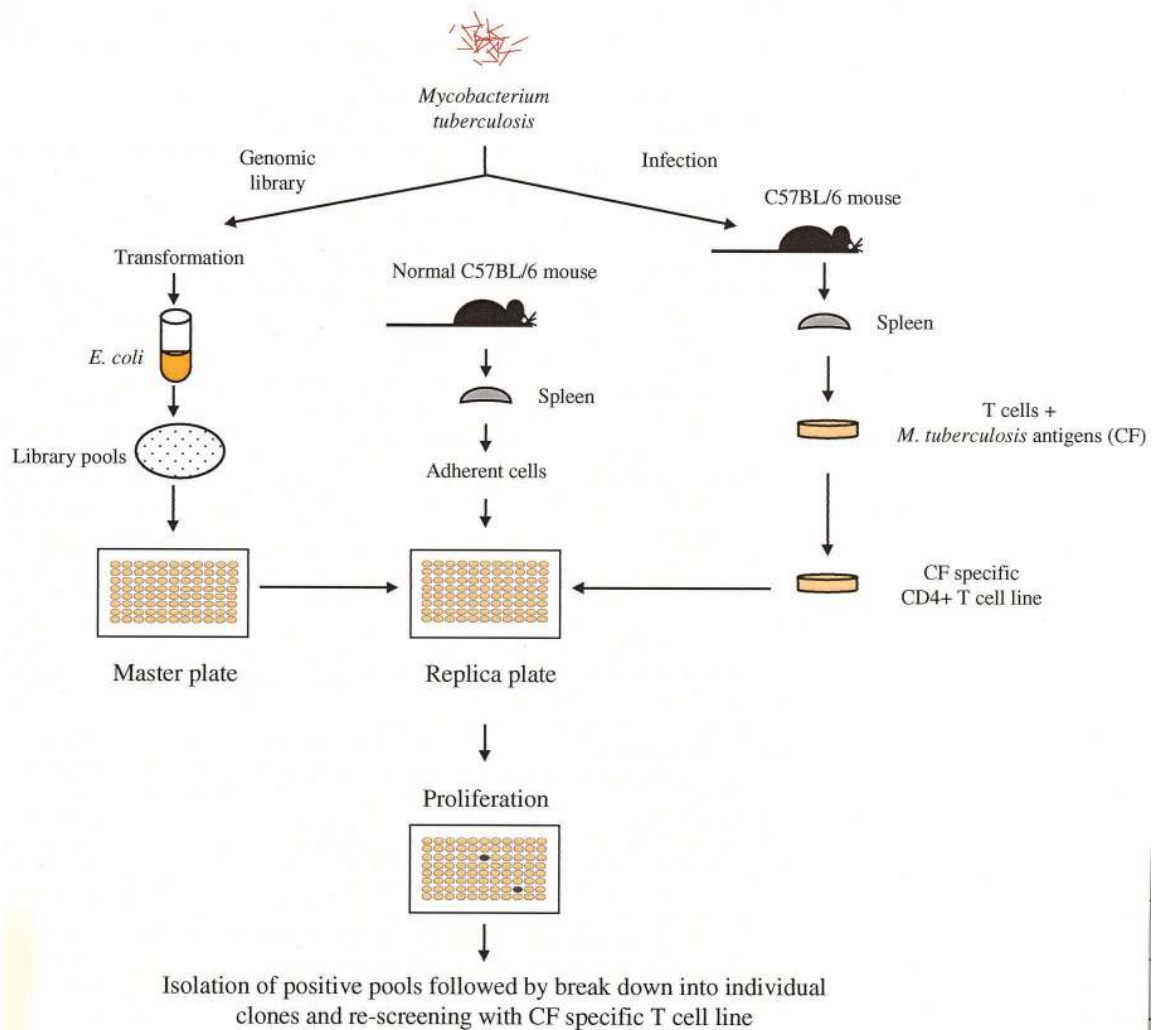 Mycobacterium
tuberculosis
Genomic
library
Infection
C57BL/6 mouse
Transformation
Normal C57BL/6 mouse
E. coli
Spleen
Spleen
Library pools
Adherent cells
T cells +
M. tuberculosis antigens (CF)
CF specific
CD4+ T cell line
Master plate
Replica plate
Proliferation
Isolation of positive pools followed by break down into individual
clones and re-screening with CF specific T cell line